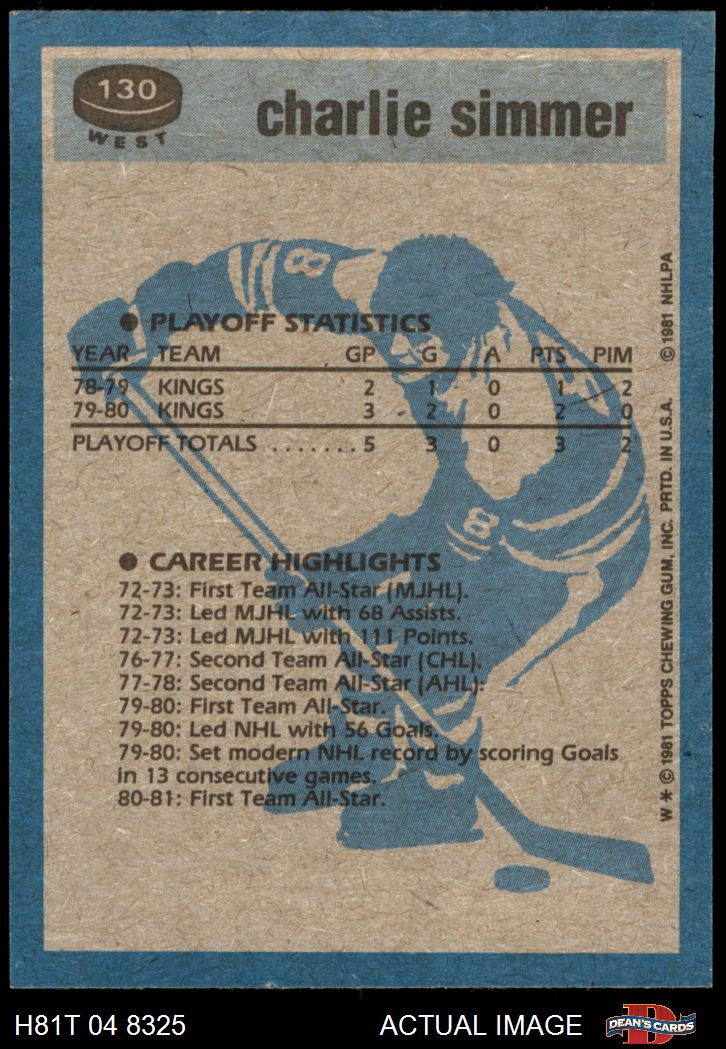 130
WEST
charlie simmer
8
● PLAYOFF STATISTICS
YEAR TEAM GP G A PTS PIM
78-79 KINGS 2 1 0 1 2
79-80 KINGS 3 2 0 2 0
PLAYOFF TOTALS ....... 5 3 0 3 2
8
● CAREER HIGHLIGHTS
72-73: First Team All-Star (MJHL).
72-73: Led MJHL with 68 Assists.
72-73: Led MJHL with 111 Points.
76-77: Second Team All-Star (CHL).
77-78: Second Team All-Star (AHL).
79-80: First Team All-Star.
79-80: Led NHL with 56 Goals.
79-80: Set modern NHL record by scoring Goals
in 13 consecutive games.
80-81: First Team All-Star.
W * © 1981 TOPPS CHEWING GUM, INC. PRTD. IN U.S.A. © 1981 NHLPA
H81T 04 8325 ACTUAL IMAGE
D
DEAN'S CARDS